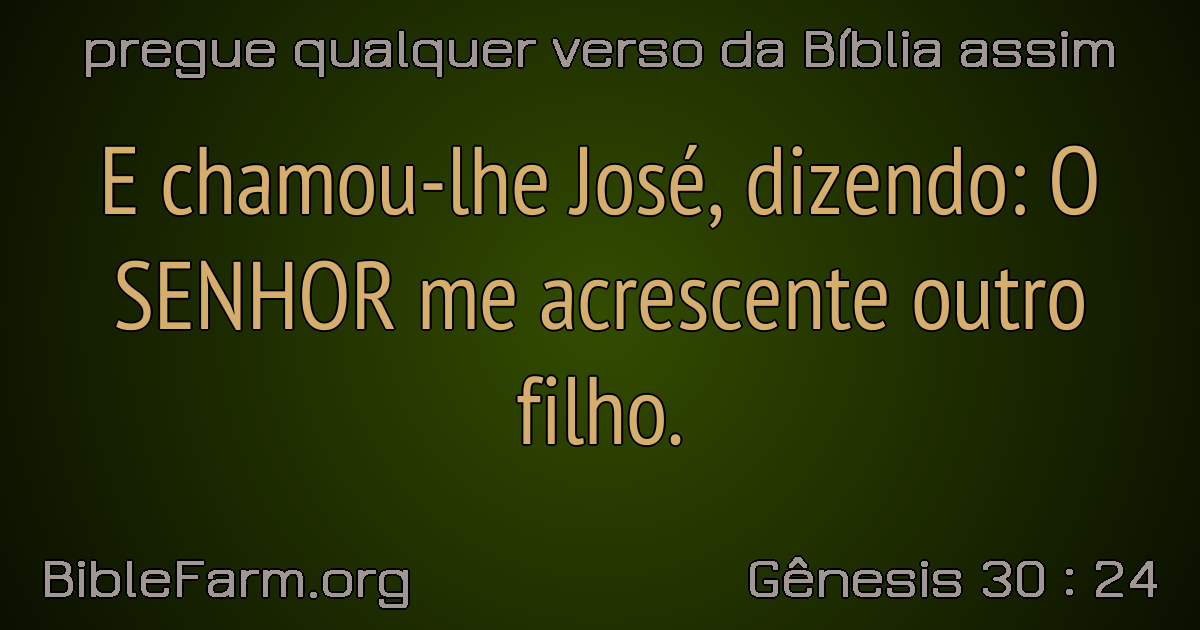 pregue qualquer verso da Bíblia assim
E chamou-lhe José, dizendo: O
SENHOR me acrescente outro
filho.
BibleFarm.org
Gênesis 30 : 24